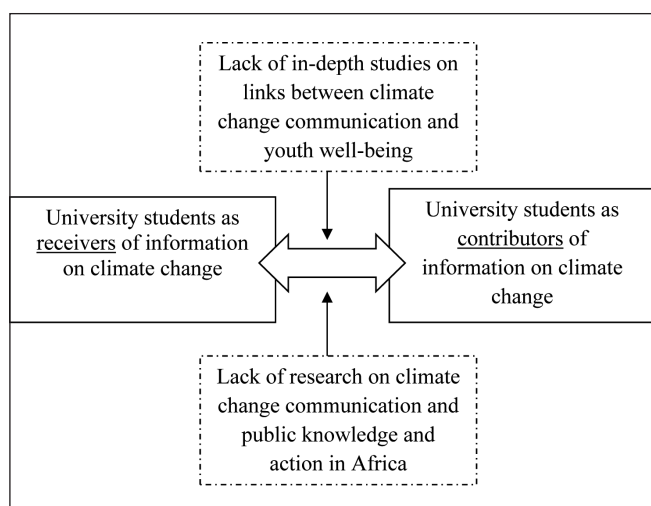 Lack of in-depth studies on
links between climate
change communication and
youth well-being
University students as
receivers of information
on climate change
University students as
contributors of
information on climate
change
Lack of research on climate
change communication and
public knowledge and
action in Africa